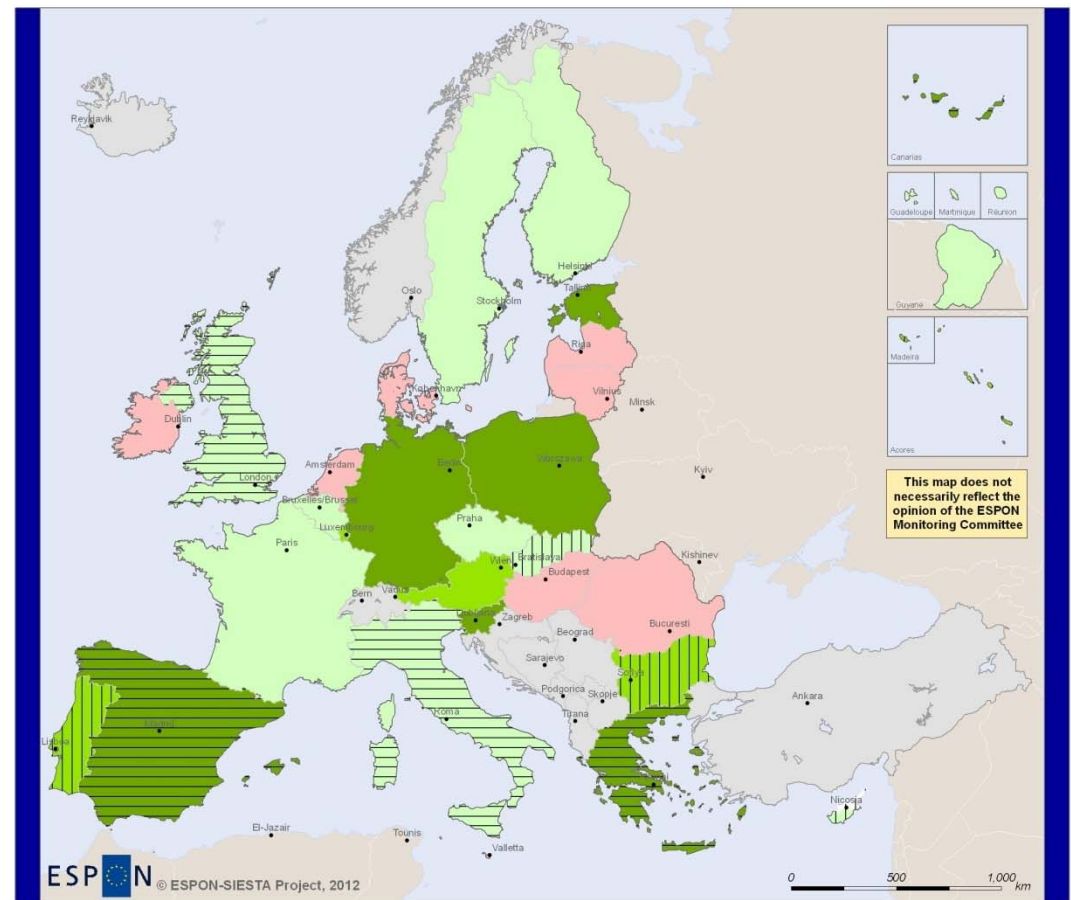 Reykjavik
Canarias
Guadeloupe
Martinique
Réunion
Guyane
Madeira
Acores
This map does not
necessarily reflect the
opinion of the ESPON
Monitoring Committee
Helsinki
Tallinn
Oslo
Stockholm
Riga
København
Vilnius
Minsk
Dublin
Amsterdam
Berlin
Warszawa
London
Kyiv
Bruxelles/Brussel
Praha
Luxembourg
Paris
Kishinev
Wien
Bratislava
Budapest
Bern
Vaduz
Ljubljana
Zagreb
Bucuresti
Beograd
Sarajevo
Sofiya
Podgorica
Skopje
Ankara
Roma
Tirana
Madrid
Lisboa
Nicosia
El-Jazair
Tounis
Valletta
ESPON © ESPON-SIESTA Project, 2012
0 500 1,000
km